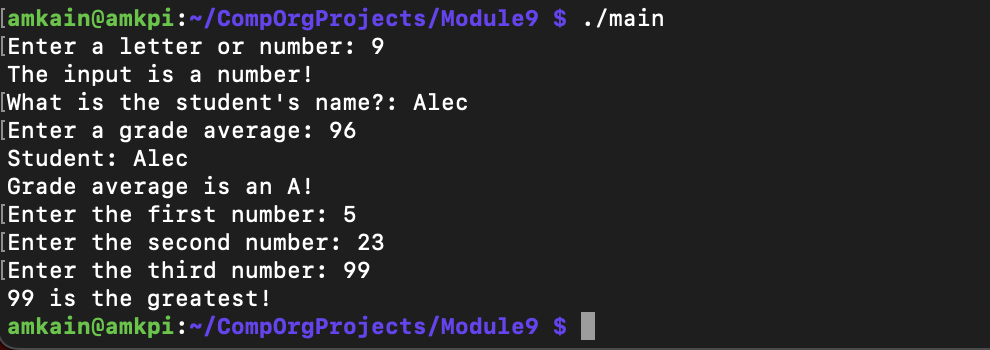 [amkain@amkpi:~/CompOrgProjects/Module9 $ ./main
[Enter a letter or number: 9
The input is a number!
[What is the student's name?: Alec
[Enter a grade average: 96
Student: Alec
Grade average is an A!
[Enter the first number: 5
[Enter the second number: 23
[Enter the third number: 99
99 is the greatest!
amkain@amkpi:~/CompOrgProjects/Module9 $